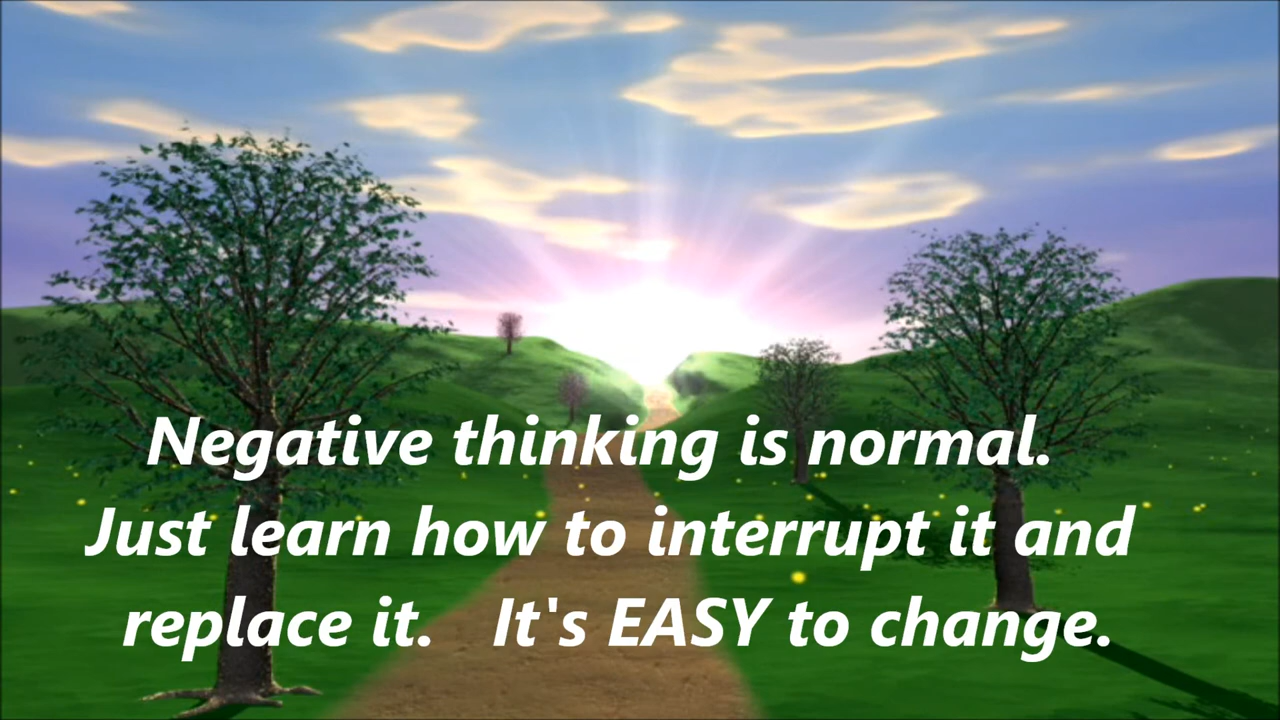 Negative thinking is normal.
Just learn how to interrupt it and
replace it.   It's EASY to change.